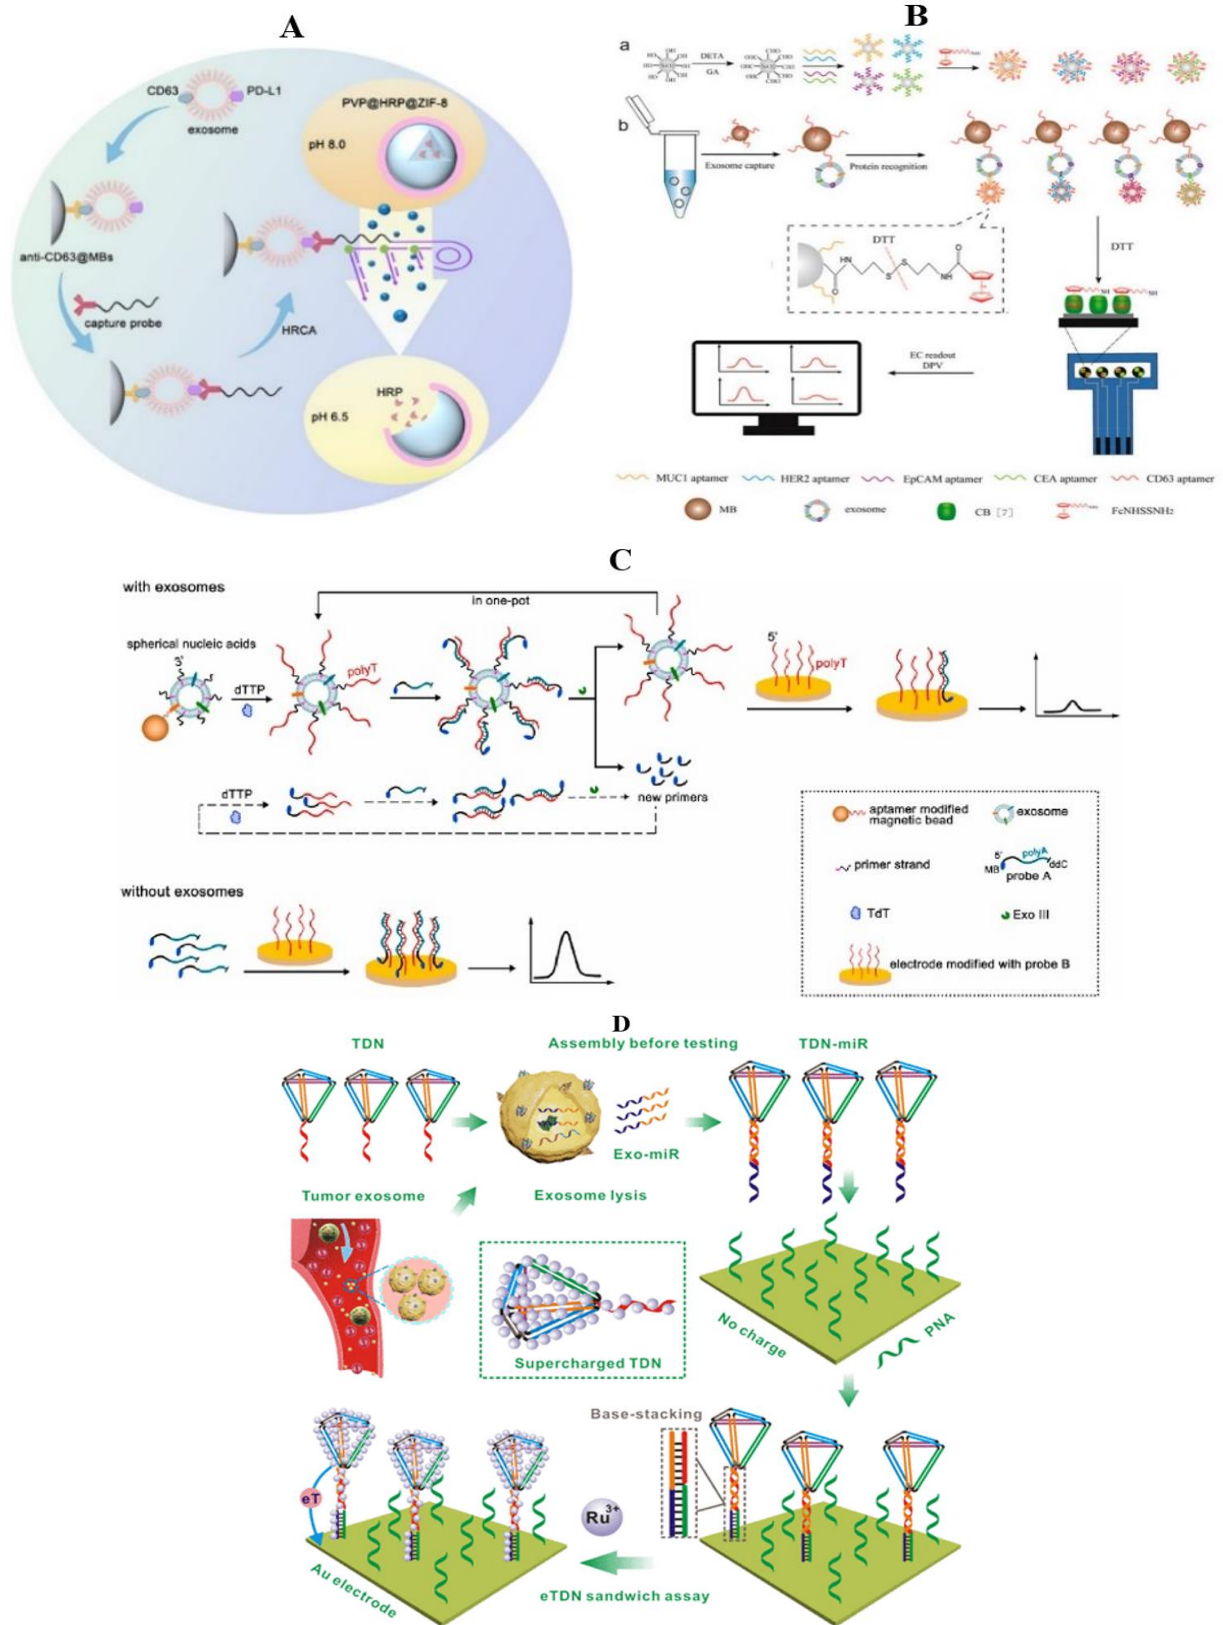 A
CD63
PD-L1
exosome
PVP@HRP@ZIF-8
pH 8.0
anti-CD63@MBs
capture probe
HRCA
HRP
pH 6.5
B
a
DETA
GA
b
Exosome capture
Protein recognition
DTT
DTT
HN
O
S
S
NH
O
EC readout
DPV
MUC1 aptamer
HER2 aptamer
EpCAM aptamer
CEA aptamer
CD63 aptamer
MB
exosome
CB [7]
FcNHSSNH2
C
with exosomes
in one-pot
spherical nucleic acids
3'
dTTP
polyT
5'
polyT
dTTP
new primers
aptamer modified
magnetic bead
exosome
primer strand
5'
polyA
MB
ddC
probe A
TdT
Exo III
electrode modified with probe B
without exosomes
D
TDN
Assembly before testing
TDN-miR
Exo-miR
Tumor exosome
Exosome lysis
Supercharged TDN
No charge
PNA
Base-stacking
eT
Ru3+
Au electrode
eTDN sandwich assay